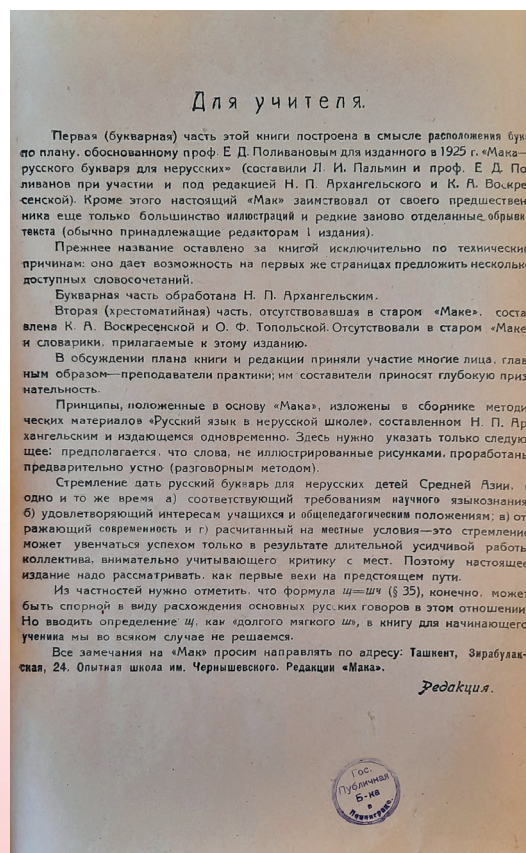 Для учителя.
Первая (букварная) часть этой книги построена в смысле расположения бук
по плану, обоснованному проф. Е. Д. Поливановым для изданного в 1925 г. «Мака—
русского букваря для нерусских» (составили Л. И. Пальмин и проф. Е. Д. По
ливанов при участии и под редакцией Н. П. Архангельского и К. А. Воскре
сенской). Кроме этого настоящий «Мак» заимствовал от своего предшествен
ника еще только большинство иллюстраций и редкие заново отделанные обрывк
текста (обычно принадлежащие редакторам 1 издания).
Прежнее название оставлено за книгой исключительно по технически
причинам: оно дает возможность на первых же страницах предложить нескольк
доступных словосочетаний.
Букварная часть обработана Н. П. Архангельским.
Вторая (хрестоматийная) часть, отсутствовавшая в старом «Маке», соста
влена К. А. Воскресенской и О. Ф. Топольской. Отсутствовали в старом «Маке
и словарики, прилагаемые к этому изданию.
В обсуждении плана книги и редакции приняли участие многие лица, глав
ным образом—преподаватели практики; им составители приносят глубокую приз
нательность.
Принципы, положенные в основу «Мака», изложены в сборнике методи
ческих материалов «Русский язык в нерусской школе», составленном Н. П. Ар
хангельским и издающемся одновременно. Здесь нужно указать только следую
щее: предполагается, что слова, не иллюстрированные рисунками, проработаны
предварительно устно (разговорным методом).
Стремление дать русский букварь для нерусских детей Средней Азии,
одно и то же время а) соответствующий требованиям научного языкознания
б) удовлетворяющий интересам учащихся и общепедагогическим положениям; в) от
ражающий современность и г) расчитанный на местные условия—это стремление
может увенчаться успехом только в результате длительной усидчивой работы
коллектива, внимательно учитывающего критику с мест. Поэтому настоящее
издание надо рассматривать, как первые вехи на предстоящем пути.
Из частностей нужно отметить, что формула щ=шч (§ 35), конечно, может
быть спорной в виду расхождения основных русских говоров в этом отношении
Но вводить определение щ, как «долгого мягкого ш», в книгу для начинающего
ученика мы во всяком случае не решаемся.
Все замечания на «Мак» просим направлять по адресу: Ташкент, Зирабулак-
ская, 24. Опытная школа им. Чернышевского. Редакции «Мака».
Редакция.
Гос.
Публичная
Б-ка
в
Ленинграде.